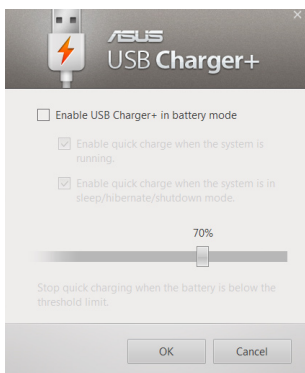 ASUS
USB Charger+
Enable USB Charger+ in battery mode
Enable quick charge when the system is
running.
Enable quick charge when the system is in
sleep/hibernate/shutdown mode.
70%
Stop quick charging when the battery is below the
threshold limit.
OK
Cancel